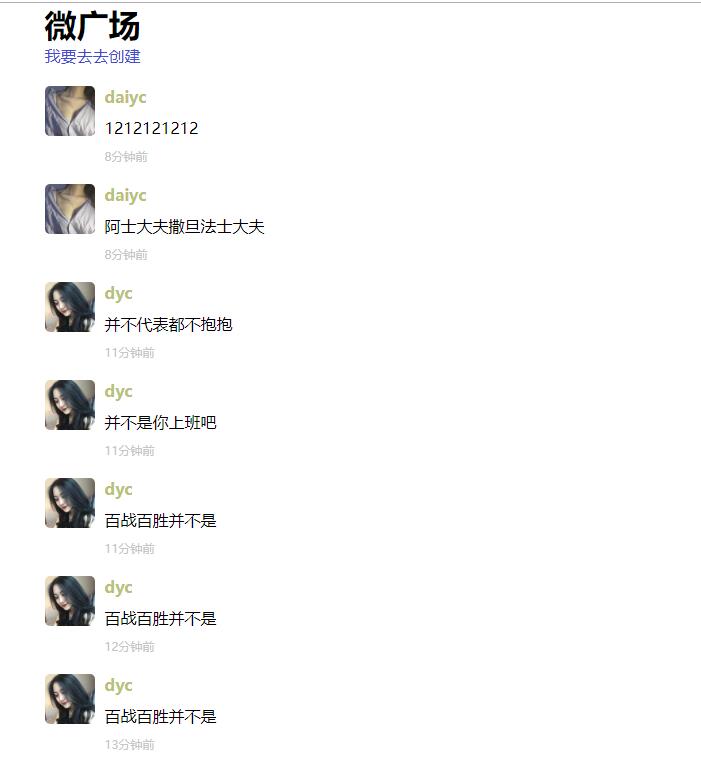 微广场
我要去去创建
daiyc
1212121212
8分钟前
daiyc
阿士大夫撒旦法士大夫
8分钟前
dyc
并不代表都不抱抱
11分钟前
dyc
并不是你上班吧
11分钟前
dyc
百战百胜并不是
11分钟前
dyc
百战百胜并不是
12分钟前
dyc
百战百胜并不是
13分钟前